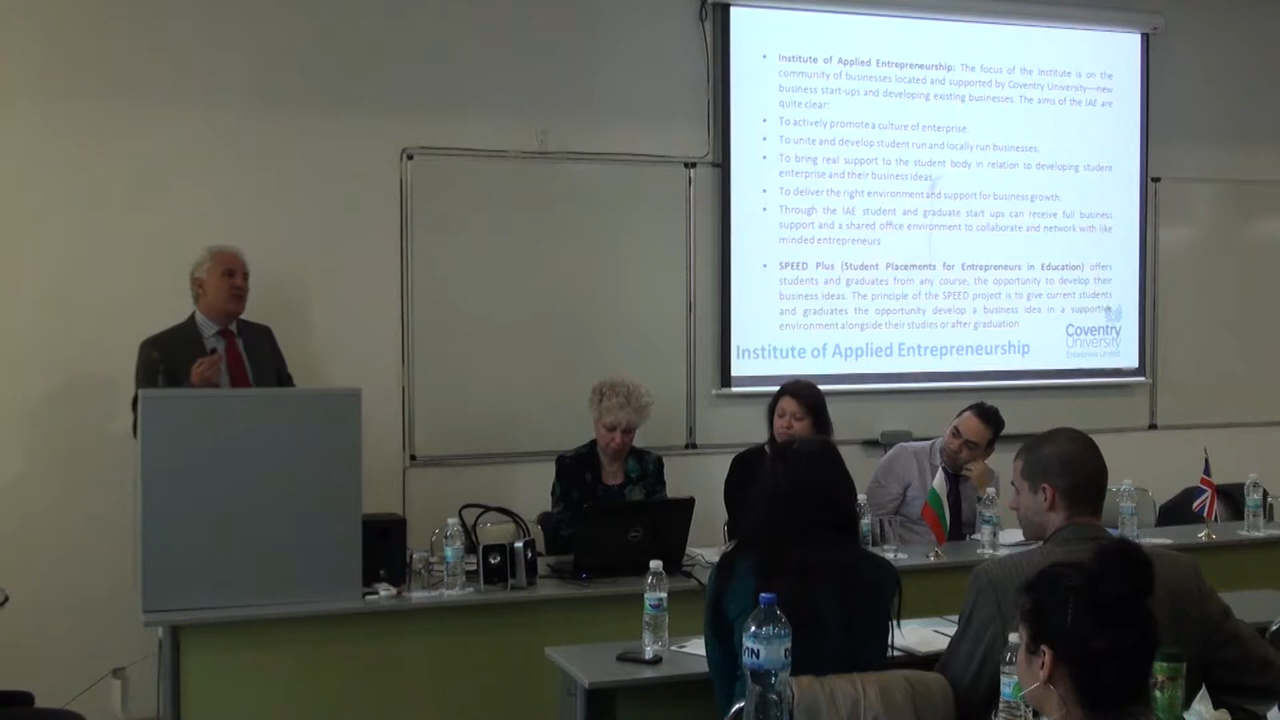 • Institute of Applied Entrepreneurship: The focus of the Institute is on the
community of businesses located and supported by Coventry University—new
business start-ups and developing existing businesses. The aims of the IAE are
quite clear:
• To actively promote a culture of enterprise.
• To unite and develop student run and locally run businesses.
• To bring real support to the student body in relation to developing student
enterprise and their business ideas.
• To deliver the right environment and support for business growth.
• Through the IAE student and graduate start ups can receive full business
support and a shared office environment to collaborate and network with like
minded entrepreneurs
• SPEED Plus (Student Placements for Entrepreneurs in Education) offers
students and graduates from any course, the opportunity to develop their
business ideas. The principle of the SPEED project is to give current students
and graduates the opportunity develop a business idea in a supportive
environment alongside their studies or after graduation
Institute of Applied Entrepreneurship
Coventry
University
Enterprises Limited
DELL